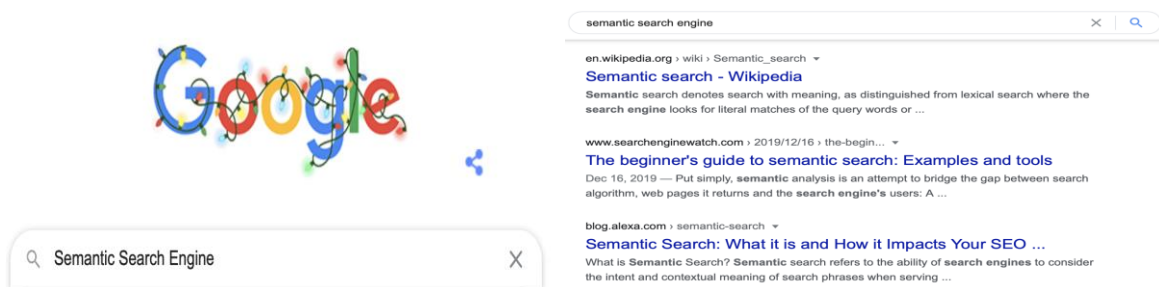 Google
Semantic Search Engine X
semantic search engine ×
en.wikipedia.org › wiki › Semantic_search
Semantic search - Wikipedia
Semantic search denotes search with meaning, as distinguished from lexical search where the
search engine looks for literal matches of the query words or ...
www.searchenginewatch.com › 2019/12/16 › the-begin...
The beginner's guide to semantic search: Examples and tools
Dec 16, 2019 — Put simply, semantic analysis is an attempt to bridge the gap between search
algorithm, web pages it returns and the search engine's users: A ...
blog.alexa.com › semantic-search
Semantic Search: What it is and How it Impacts Your SEO ...
What is Semantic Search? Semantic search refers to the ability of search engines to consider
the intent and contextual meaning of search phrases when serving ...